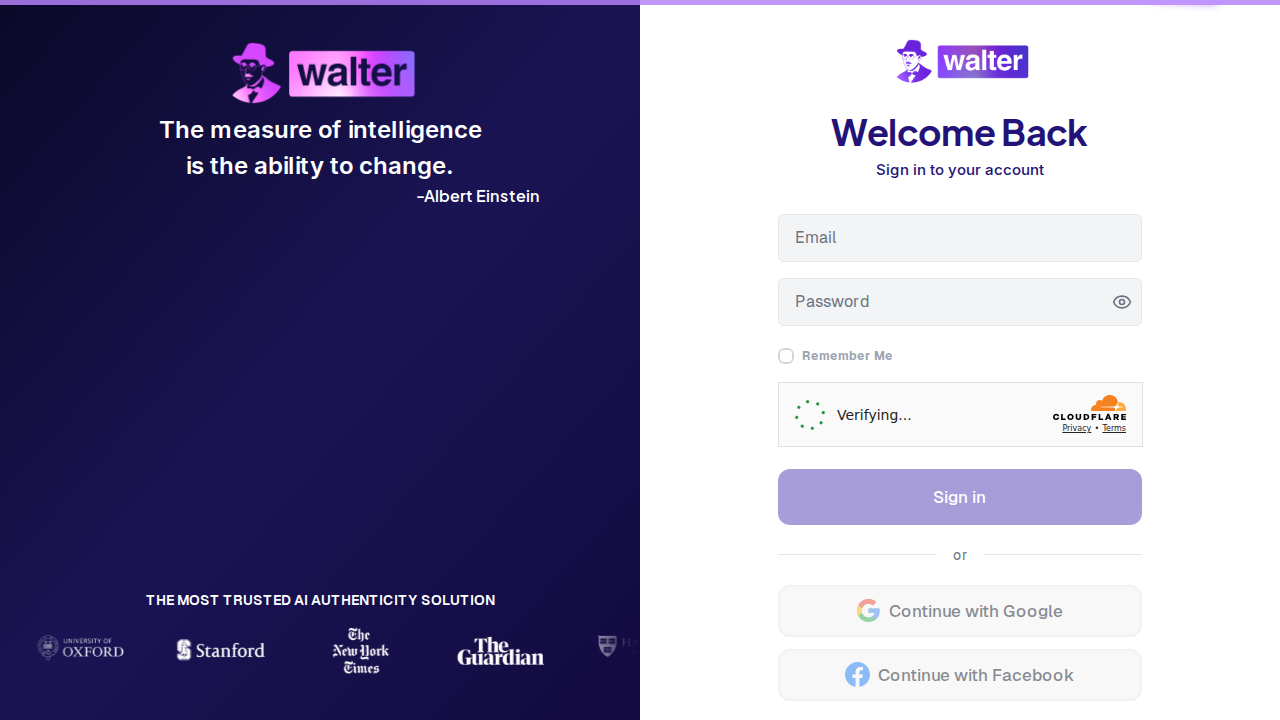 walter
The measure of intelligence
is the ability to change.
-Albert Einstein
THE MOST TRUSTED AI AUTHENTICITY SOLUTION
UNIVERSITY OF
OXFORD
Stanford
The
New York
Times
The
Guardian
walter
Welcome Back
Sign in to your account
Email
Password
Remember Me
Verifying...
CLOUDFLARE
Privacy • Terms
Sign in
or
Continue with Google
Continue with Facebook